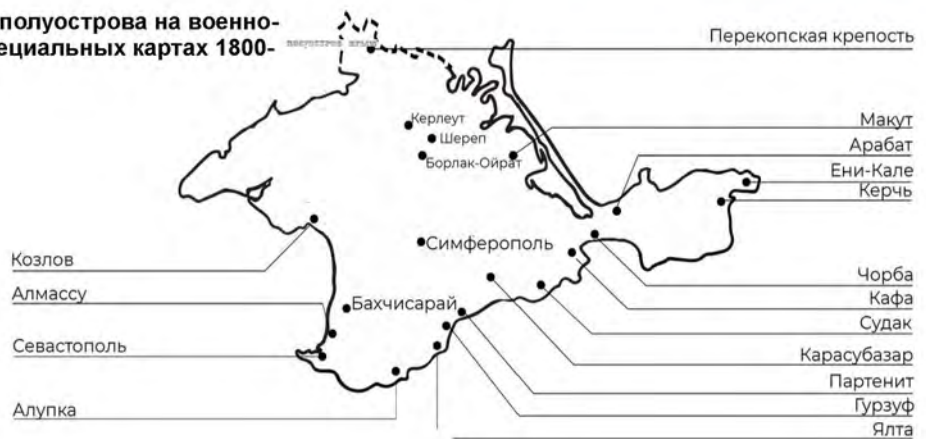 полуострова на военно-
ециальных картах 1800-
Перекопская крепость
Керлеут
Шереп
Борлак-Ойрат
Макут
Арабат
Ени-Кале
Керчь
Симферополь
Козлов
Чорба
Алмассу
Бахчисарай
Кафа
Судак
Севастополь
Карасубазар
Партенит
Алупка
Гурзуф
Ялта